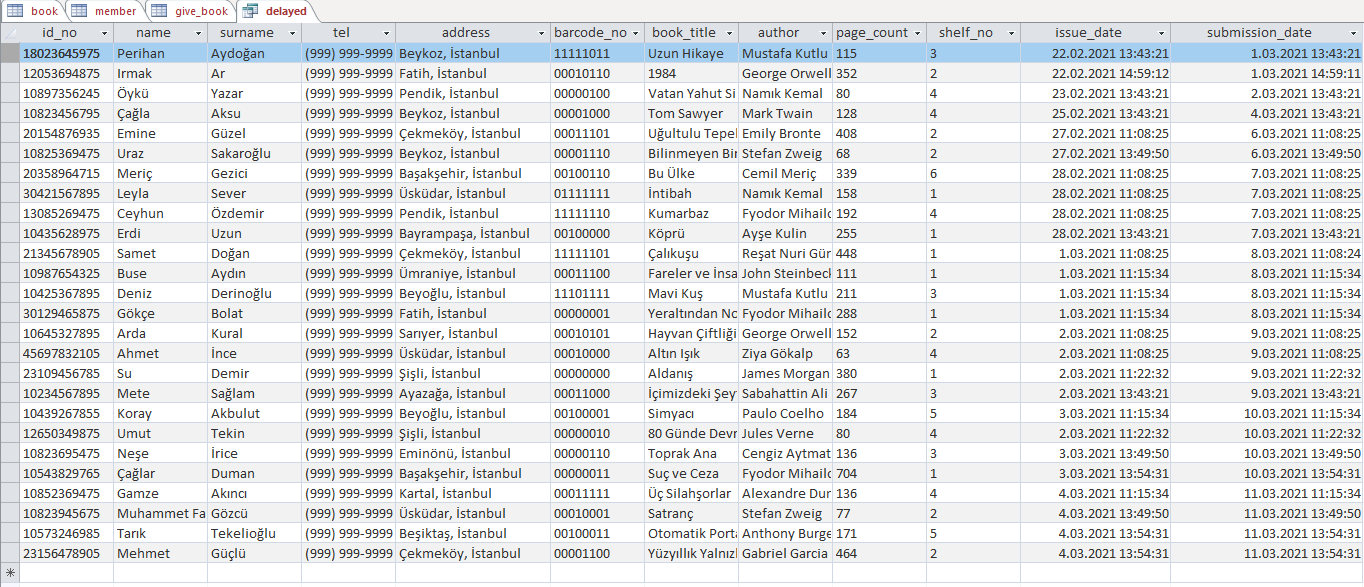 book member give_book delayed
id_no name surname tel address barcode_no book_title author page_count shelf_no issue_date submission_date
18023645975 Perihan Aydoğan (999) 999-9999 Beykoz, İstanbul 11111011 Uzun Hikaye Mustafa Kutlu 115 3 22.02.2021 13:43:21 1.03.2021 13:43:21
12053694875 Irmak Ar (999) 999-9999 Fatih, İstanbul 00010110 1984 George Orwell 352 2 22.02.2021 14:59:12 1.03.2021 14:59:11
10897356245 Öykü Yazar (999) 999-9999 Pendik, İstanbul 00000100 Vatan Yahut Si Namık Kemal 80 4 23.02.2021 13:43:21 2.03.2021 13:43:21
10823456795 Çağla Aksu (999) 999-9999 Beykoz, İstanbul 00001000 Tom Sawyer Mark Twain 128 4 25.02.2021 13:43:21 4.03.2021 13:43:21
20154876935 Emine Güzel (999) 999-9999 Çekmeköy, İstanbul 00011101 Uğultulu Tepel Emily Bronte 408 2 27.02.2021 11:08:25 6.03.2021 11:08:25
10825369475 Uraz Sakaroğlu (999) 999-9999 Beykoz, İstanbul 00001110 Bilinmeyen Bir Stefan Zweig 68 2 27.02.2021 13:49:50 6.03.2021 13:49:50
20358964715 Meriç Gezici (999) 999-9999 Başakşehir, İstanbul 00100110 Bu Ülke Cemil Meriç 339 6 28.02.2021 11:08:25 7.03.2021 11:08:25
30421567895 Leyla Sever (999) 999-9999 Üsküdar, İstanbul 01111111 İntibah Namık Kemal 158 1 28.02.2021 11:08:25 7.03.2021 11:08:25
13085269475 Ceyhun Özdemir (999) 999-9999 Pendik, İstanbul 11111110 Kumarbaz Fyodor Mihailo 192 4 28.02.2021 11:08:25 7.03.2021 11:08:25
10435628975 Erdi Uzun (999) 999-9999 Bayrampaşa, İstanbul 00100000 Köprü Ayşe Kulin 255 1 28.02.2021 13:43:21 7.03.2021 13:43:21
21345678905 Samet Doğan (999) 999-9999 Çekmeköy, İstanbul 11111101 Çalıkuşu Reşat Nuri Gün 448 1 1.03.2021 11:08:25 8.03.2021 11:08:24
10987654325 Buse Aydın (999) 999-9999 Ümraniye, İstanbul 00011100 Fareler ve İnsa John Steinbeck 111 1 1.03.2021 11:15:34 8.03.2021 11:15:34
10425367895 Deniz Derinoğlu (999) 999-9999 Beyoğlu, İstanbul 11101111 Mavi Kuş Mustafa Kutlu 211 3 1.03.2021 11:15:34 8.03.2021 11:15:34
30129465875 Gökçe Bolat (999) 999-9999 Fatih, İstanbul 00000001 Yeraltından No Fyodor Mihailo 288 1 1.03.2021 11:15:34 8.03.2021 11:15:34
10645327895 Arda Kural (999) 999-9999 Sarıyer, İstanbul 00010101 Hayvan Çiftliği George Orwell 152 2 2.03.2021 11:08:25 9.03.2021 11:08:25
45697832105 Ahmet İnce (999) 999-9999 Üsküdar, İstanbul 00010000 Altın Işık Ziya Gökalp 63 4 2.03.2021 11:08:25 9.03.2021 11:08:25
23109456785 Su Demir (999) 999-9999 Şişli, İstanbul 00000000 Aldanış James Morgan 380 1 2.03.2021 11:22:32 9.03.2021 11:22:32
10234567895 Mete Sağlam (999) 999-9999 Ayazağa, İstanbul 00011000 İçimizdeki Şey Sabahattin Ali 267 3 2.03.2021 13:43:21 9.03.2021 13:43:21
10439267855 Koray Akbulut (999) 999-9999 Beyoğlu, İstanbul 00100001 Simyacı Paulo Coelho 184 5 3.03.2021 11:15:34 10.03.2021 11:15:34
12650349875 Umut Tekin (999) 999-9999 Şişli, İstanbul 00000010 80 Günde Devr Jules Verne 80 4 2.03.2021 11:22:32 10.03.2021 11:22:32
10823695475 Neşe İrice (999) 999-9999 Eminönü, İstanbul 00000110 Toprak Ana Cengiz Aytmat 136 3 3.03.2021 13:49:50 10.03.2021 13:49:50
10543829765 Çağlar Duman (999) 999-9999 Başakşehir, İstanbul 00000011 Suç ve Ceza Fyodor Mihailo 704 1 3.03.2021 13:54:31 10.03.2021 13:54:31
10852369475 Gamze Akıncı (999) 999-9999 Kartal, İstanbul 00011111 Üç Silahşorlar Alexandre Dur 136 4 4.03.2021 11:15:34 11.03.2021 11:15:34
10823945675 Muhammet Fa Gözcü (999) 999-9999 Üsküdar, İstanbul 00010001 Satranç Stefan Zweig 77 2 4.03.2021 13:49:50 11.03.2021 13:49:50
10573246985 Tarık Tekelioğlu (999) 999-9999 Beşiktaş, İstanbul 00100011 Otomatik Porta Anthony Burge 171 5 4.03.2021 13:54:31 11.03.2021 13:54:31
23156478905 Mehmet Güçlü (999) 999-9999 Çekmeköy, İstanbul 00001100 Yüzyıllık Yalnızl Gabriel Garcia 464 2 4.03.2021 13:54:31 11.03.2021 13:54:31